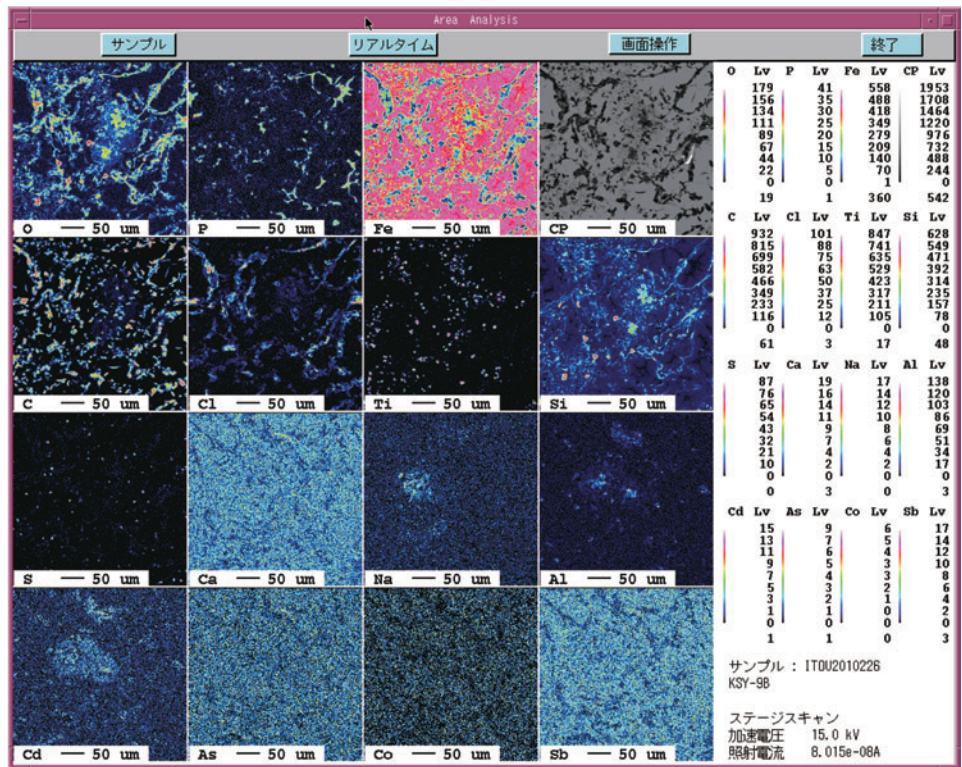 Area Analysis
サンプル リアルタイム 画面操作 終了
O 50 um P 50 um Fe 50 um CP 50 um
C 50 um Cl 50 um Ti 50 um Si 50 um
S 50 um Ca 50 um Na 50 um Al 50 um
Cd 50 um As 50 um Co 50 um Sb 50 um
O Lv P Lv Fe Lv CP Lv
179 41 558 1953
156 35 488 1708
134 30 418 1464
111 25 349 1220
89 20 279 976
67 15 209 732
44 10 140 488
22 5 70 244
0 0 1 0
19 1 360 542
C Lv Cl Lv Ti Lv Si Lv
932 101 847 628
815 88 741 549
699 75 635 471
582 63 529 392
466 50 423 314
349 37 317 235
233 25 211 157
116 12 105 78
0 0 0 0
61 3 17 48
S Lv Ca Lv Na Lv Al Lv
87 19 17 138
76 16 14 120
65 14 12 103
54 11 10 86
43 9 8 69
32 7 6 51
21 4 4 34
10 2 2 17
0 0 0 0
0 3 0 3
Cd Lv As Lv Co Lv Sb Lv
15 9 6 17
13 7 5 14
11 6 4 12
9 5 3 10
7 4 3 8
5 3 2 6
3 2 1 4
1 1 0 2
0 0 0 0
1 1 0 3
サンプル : ITOU2010226
KSY-9B
ステージスキャン
加速電圧 15.0 kV
照射電流 8.015e-08A